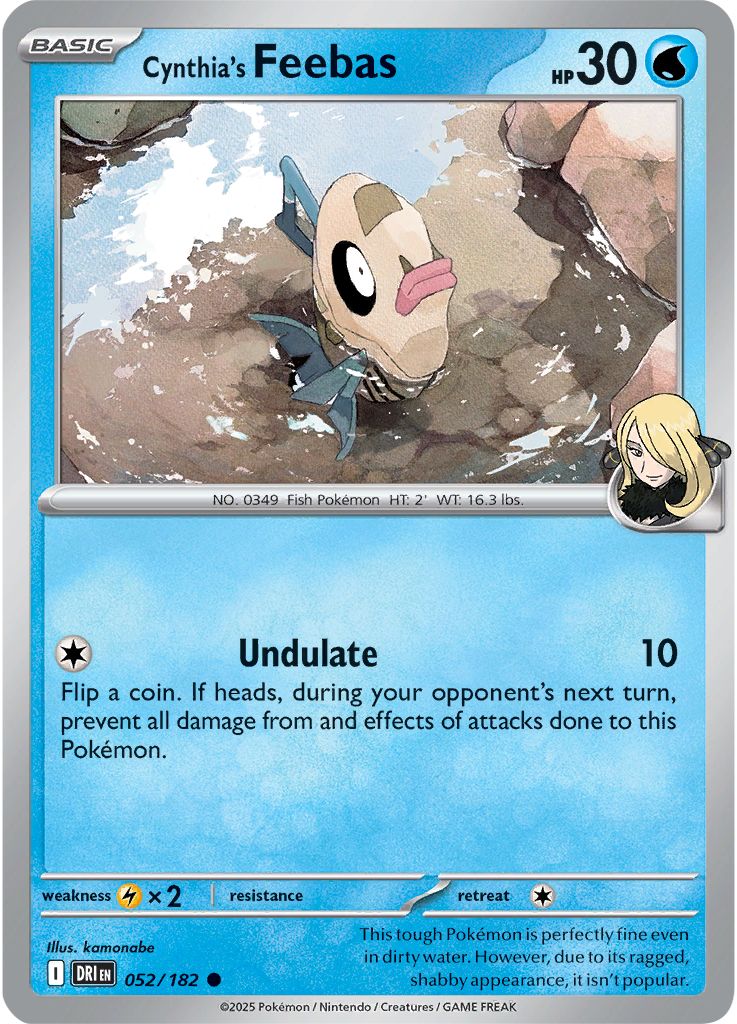 BASIC
Cynthia's Feebas
HP 30
NO. 0349 Fish Pokémon HT: 2' WT: 16.3 lbs.
Undulate 10
Flip a coin. If heads, during your opponent's next turn,
prevent all damage from and effects of attacks done to this
Pokémon.
weakness ×2 resistance retreat
Illus. kamonabe
This tough Pokémon is perfectly fine even
in dirty water. However, due to its ragged,
shabby appearance, it isn't popular.
I DRI EN 052/182
©2025 Pokémon / Nintendo / Creatures / GAME FREAK